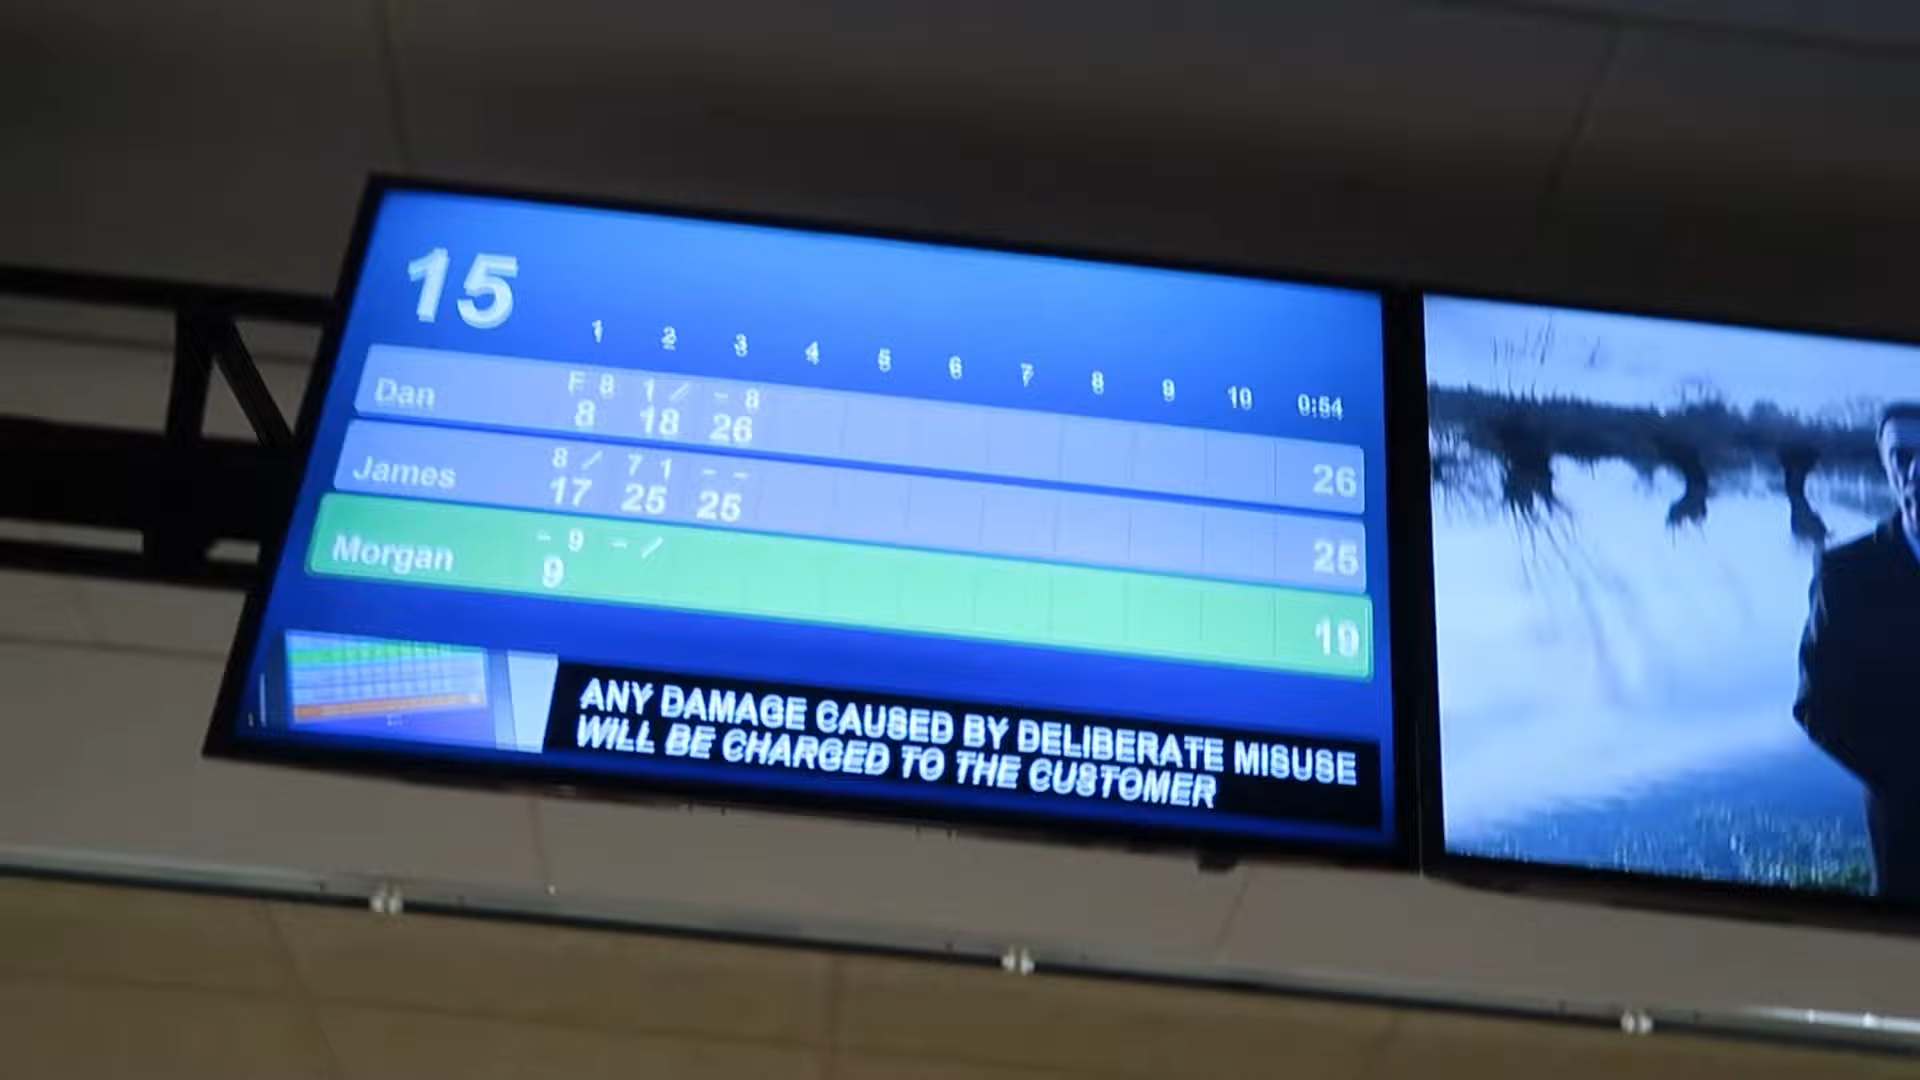 15
1 2 3 4 5 6 7 8 9 10 0:54
Dan F 8 1 / - 8
8 18 26 26
James 8 / 7 1 - -
17 25 25 25
Morgan - 9 - /
9 19
ANY DAMAGE CAUSED BY DELIBERATE MISUSE
WILL BE CHARGED TO THE CUSTOMER